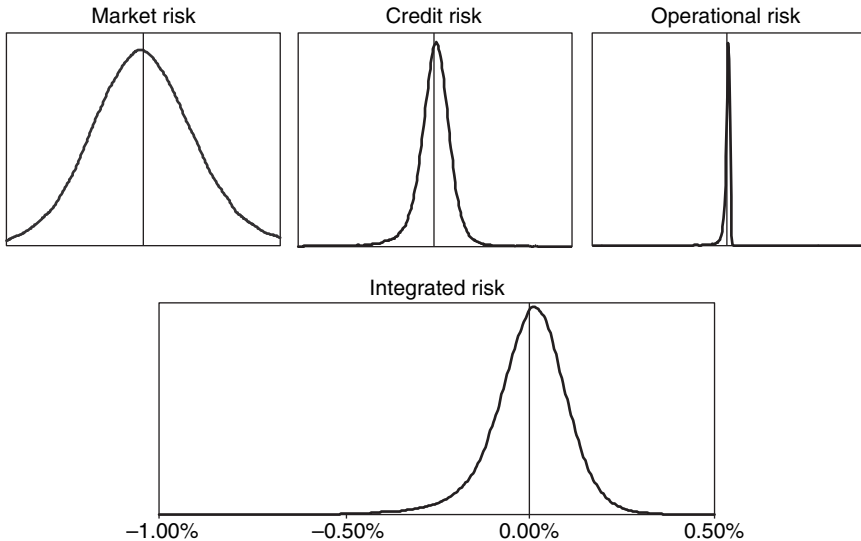 Market risk
Credit risk
Operational risk
Integrated risk
–1.00%
–0.50%
0.00%
0.50%